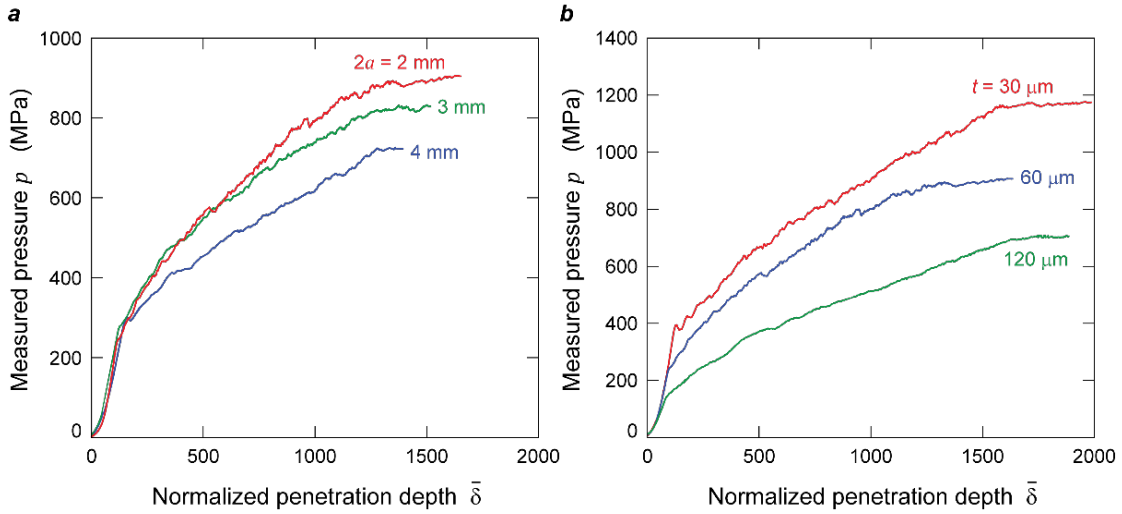 a
1000
800
600
400
200
0
0
500
1000
1500
2000
Measured pressure p (MPa)
Normalized penetration depth δ̄
2a = 2 mm
3 mm
4 mm
b
1400
1200
1000
800
600
400
200
0
0
500
1000
1500
2000
Measured pressure p (MPa)
Normalized penetration depth δ̄
t = 30 μm
60 μm
120 μm